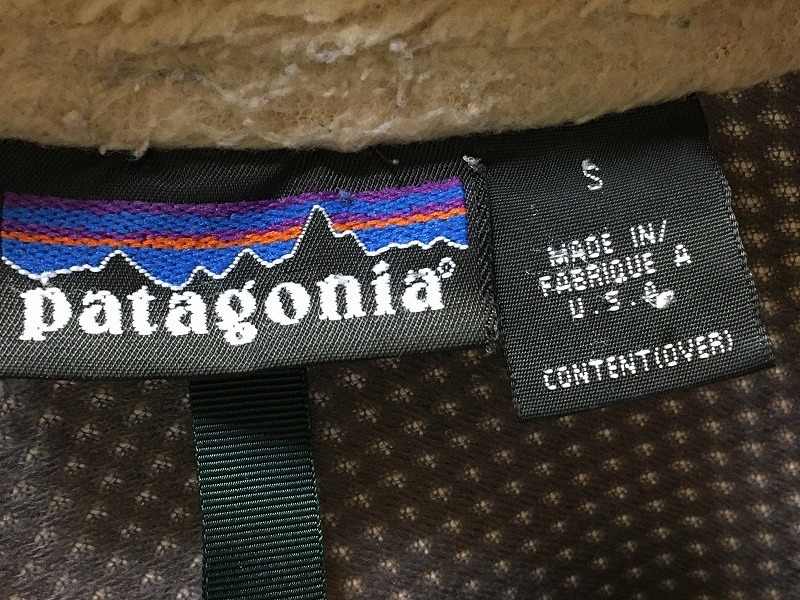 patagonia®
S
MADE IN/
FABRIQUE A
U.S.A
CONTENT(OVER)